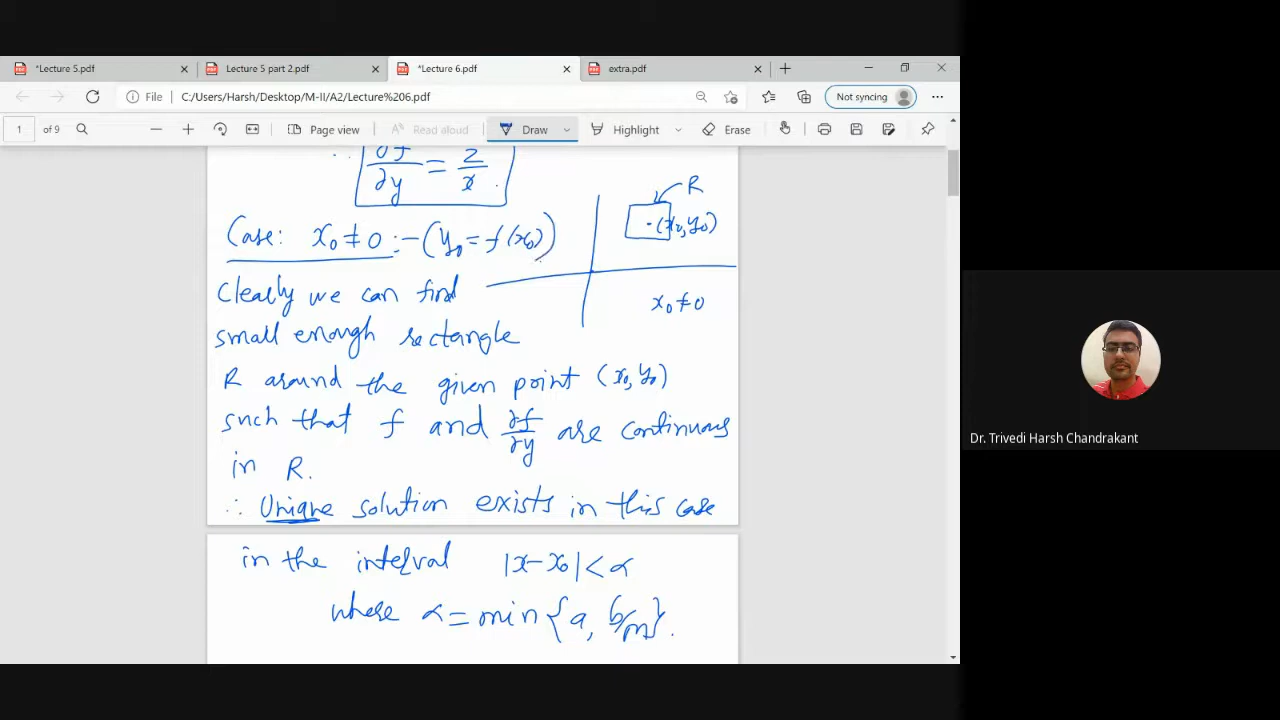 *Lecture 5.pdf
Lecture 5 part 2.pdf
*Lecture 6.pdf
extra.pdf
File
C:/Users/Harsh/Desktop/M-II/A2/Lecture%206.pdf
Not syncing
1 of 9
Page view
Read aloud
Draw
Highlight
Erase
∴ ∂f/∂y = 2/x.
R
(x₀, y₀)
x₀ ≠ 0
Case: x₀ ≠ 0 :- (y₀ = f(x₀))
Clearly we can find
small enough rectangle
R around the given point (x₀, y₀)
such that f and ∂f/∂y are continuous
in R.
∴ Unique solution exists in this case
in the interval |x-x₀| < α
where α = min {a, b/m}.
Dr. Trivedi Harsh Chandrakant